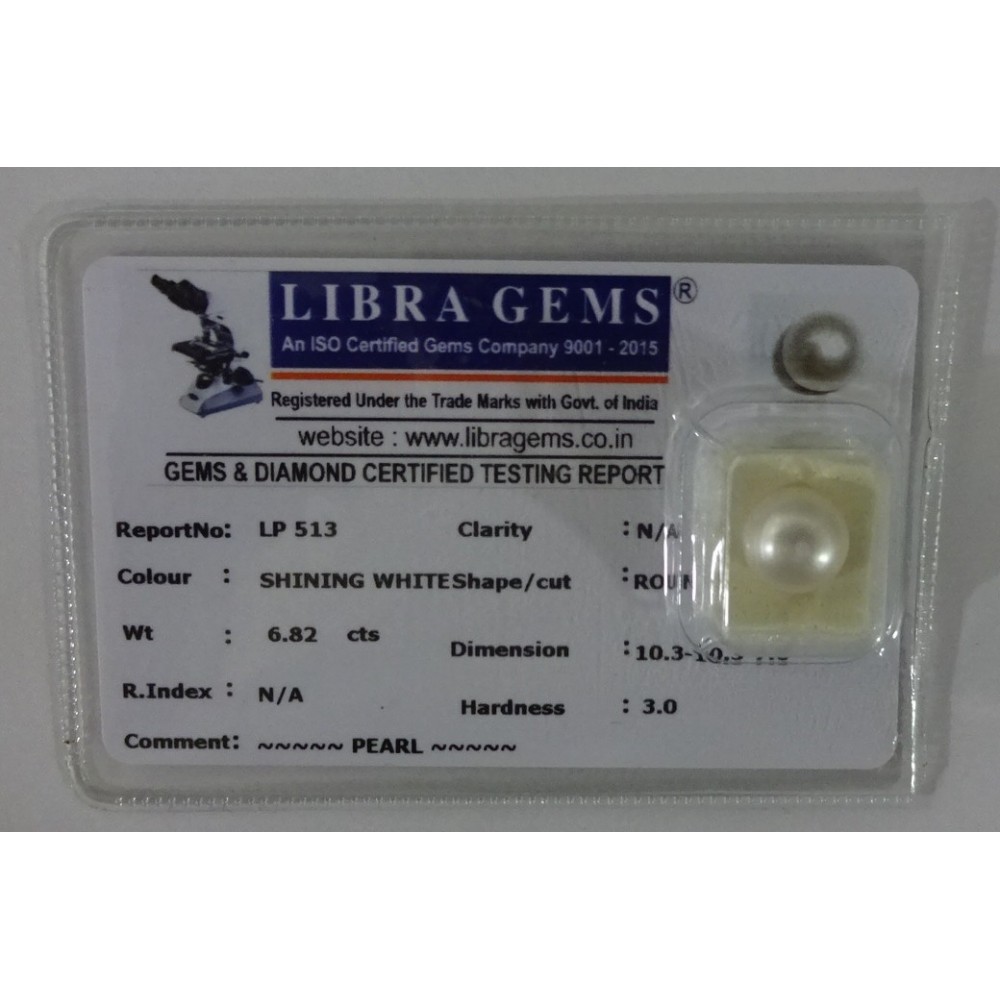 LIBRA GEMS®
An ISO Certified Gems Company 9001 - 2015
Registered Under the Trade Marks with Govt. of India
website : www.libragems.co.in
GEMS & DIAMOND CERTIFIED TESTING REPORT
ReportNo: LP 513 Clarity : N/A
Colour : SHINING WHITE Shape/cut :
Wt : 6.82 cts Dimension : 10.3-
R.Index : N/A Hardness : 3.0
Comment: ~~~~~ PEARL ~~~~~